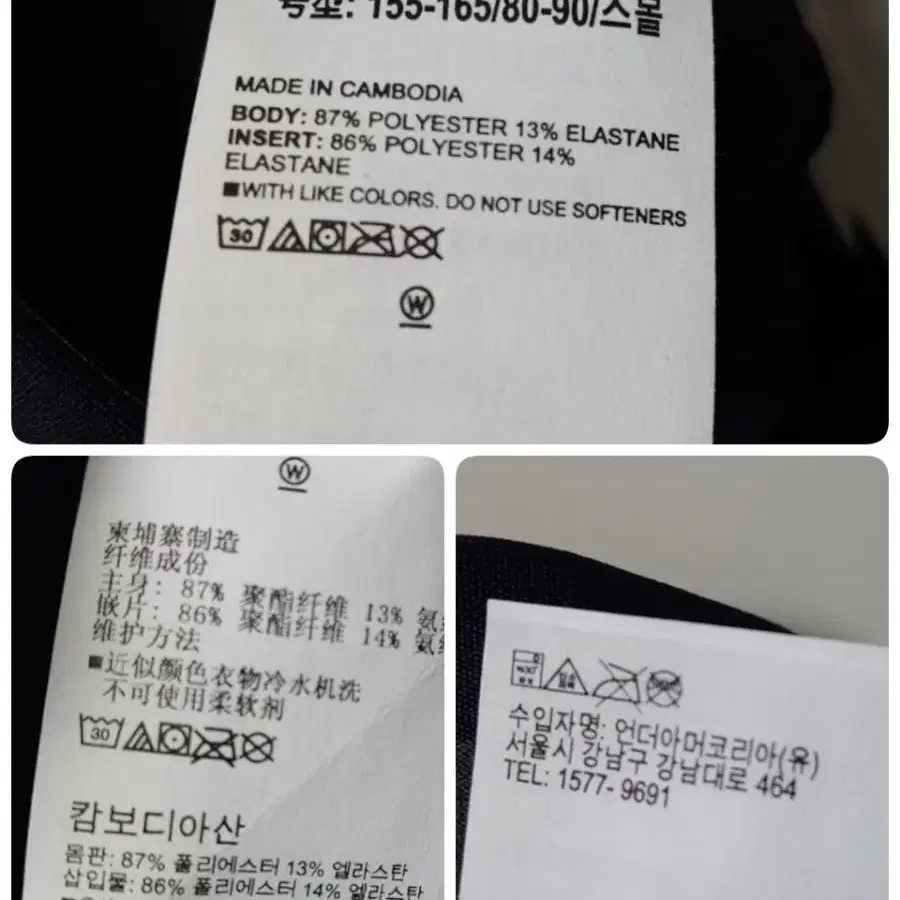 号型: 155-165/80-90/스몰
MADE IN CAMBODIA
BODY: 87% POLYESTER 13% ELASTANE
INSERT: 86% POLYESTER 14%
ELASTANE
■WITH LIKE COLORS. DO NOT USE SOFTENERS
30
W
W
柬埔寨制造
纤维成份
主身: 87% 聚酯纤维 13% 氨
嵌片: 86% 聚酯纤维 14% 氨
维护方法
■近似颜色衣物冷水机洗
不可使用柔软剂
30
캄보디아산
몸판: 87% 폴리에스터 13% 엘라스탄
삽입물: 86% 폴리에스터 14% 엘라스탄
수입자명: 언더아머코리아(유)
서울시 강남구 강남대로 464
TEL: 1577-9691